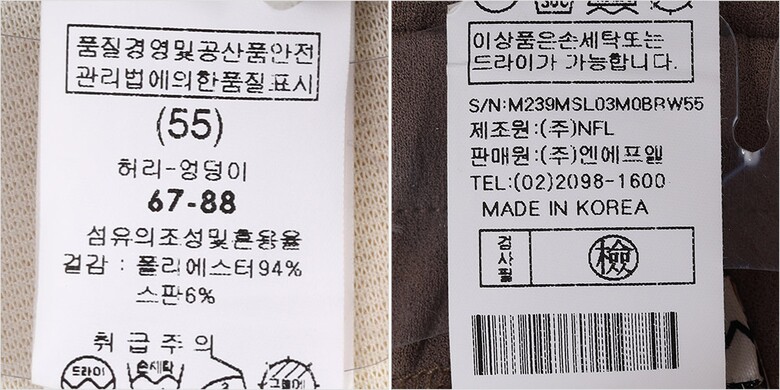 품질경영및공산품안전
관리법에의한품질표시
(55)
허리-엉덩이
67-88
섬유의조성및혼용율
겉감 : 폴리에스터94%
스판6%
취급주의
드라이
손세탁
그늘에
이상품은손세탁또는
드라이가 가능합니다.
S/N:M239MSL03M0BRW55
제조원:(주)NFL
판매원:(주)엔에프엘
TEL:(02)2098-1600
MADE IN KOREA
검사필
檢